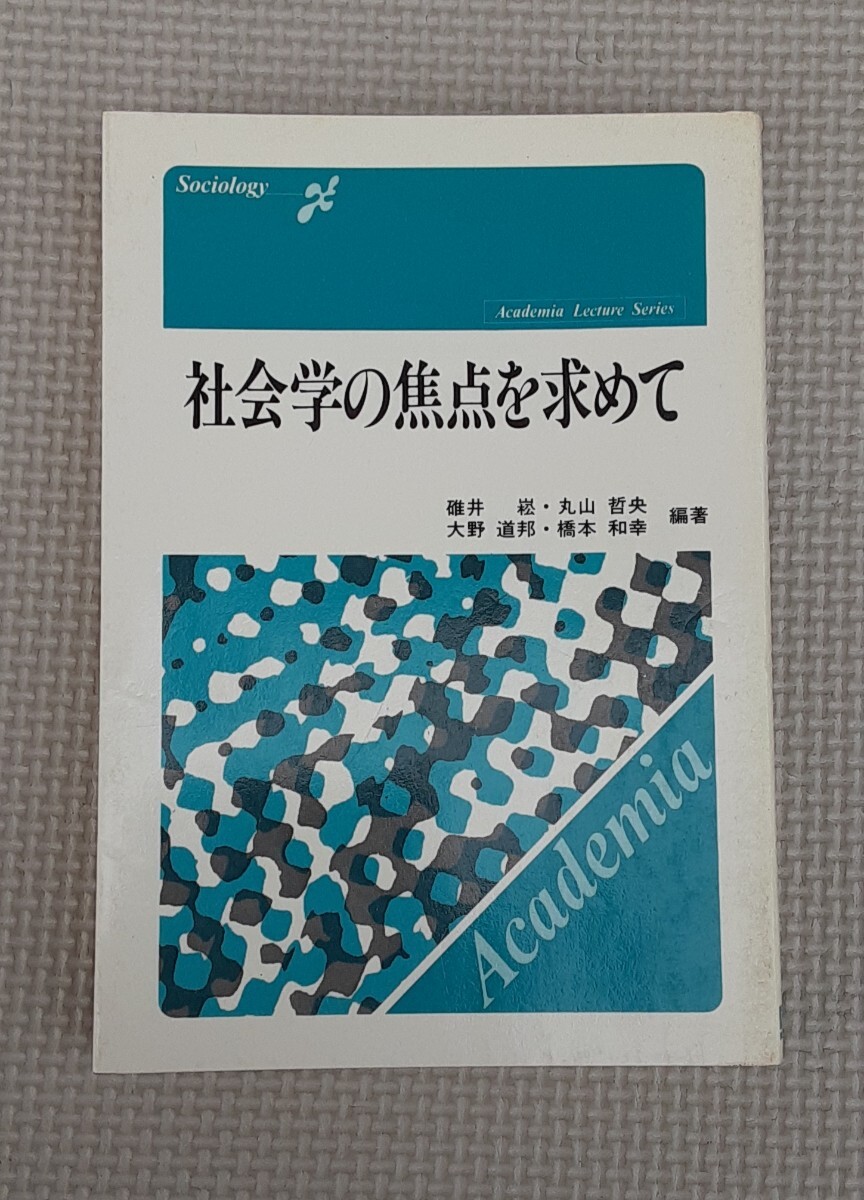 Sociology
Academia Lecture Series
社会学の焦点を求めて
碓井 崧・丸山 哲央
大野 道邦・橋本 和幸
編著
Academia